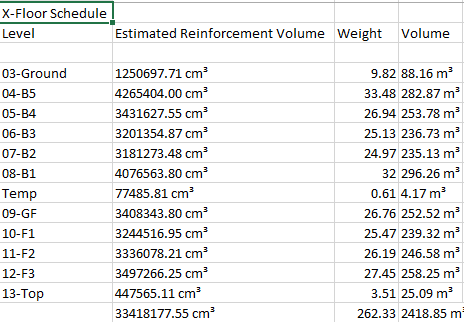 X-Floor Schedule
Level Estimated Reinforcement Volume Weight Volume
03-Ground 1250697.71 cm³ 9.82 88.16 m³
04-B5 4265404.00 cm³ 33.48 282.87 m³
05-B4 3431627.55 cm³ 26.94 253.78 m³
06-B3 3201354.87 cm³ 25.13 236.73 m³
07-B2 3181273.48 cm³ 24.97 235.13 m³
08-B1 4076563.80 cm³ 32 296.26 m³
Temp 77485.81 cm³ 0.61 4.17 m³
09-GF 3408343.80 cm³ 26.76 252.52 m³
10-F1 3244516.95 cm³ 25.47 239.32 m³
11-F2 3336078.21 cm³ 26.19 246.58 m³
12-F3 3497266.25 cm³ 27.45 258.25 m³
13-Top 447565.11 cm³ 3.51 25.09 m³
33418177.55 cm³ 262.33 2418.85 m³